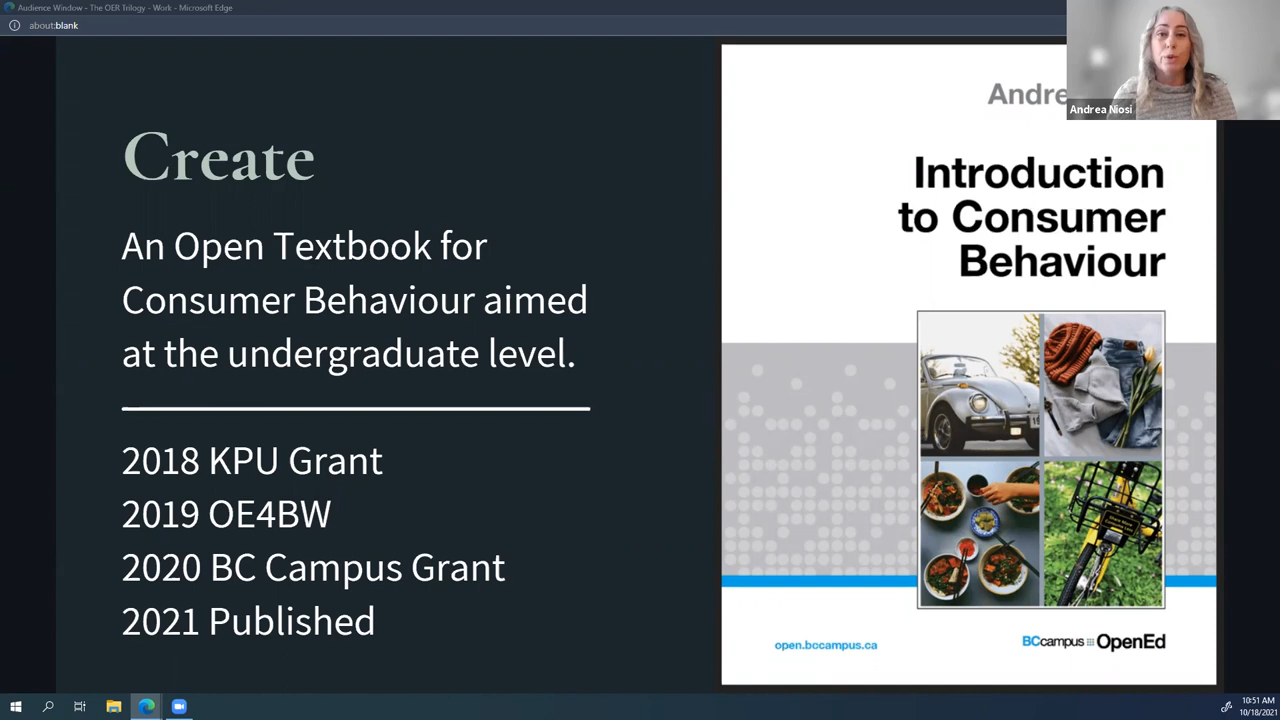 Audience Window - The OER Trilogy - Work - Microsoft Edge
about:blank
Andrea Niosi
Create
An Open Textbook for
Consumer Behaviour aimed
at the undergraduate level.
2018 KPU Grant
2019 OE4BW
2020 BC Campus Grant
2021 Published
Andre
Introduction
to Consumer
Behaviour
open.bccampus.ca
BCcampus OpenEd
10:51 AM
10/18/2021